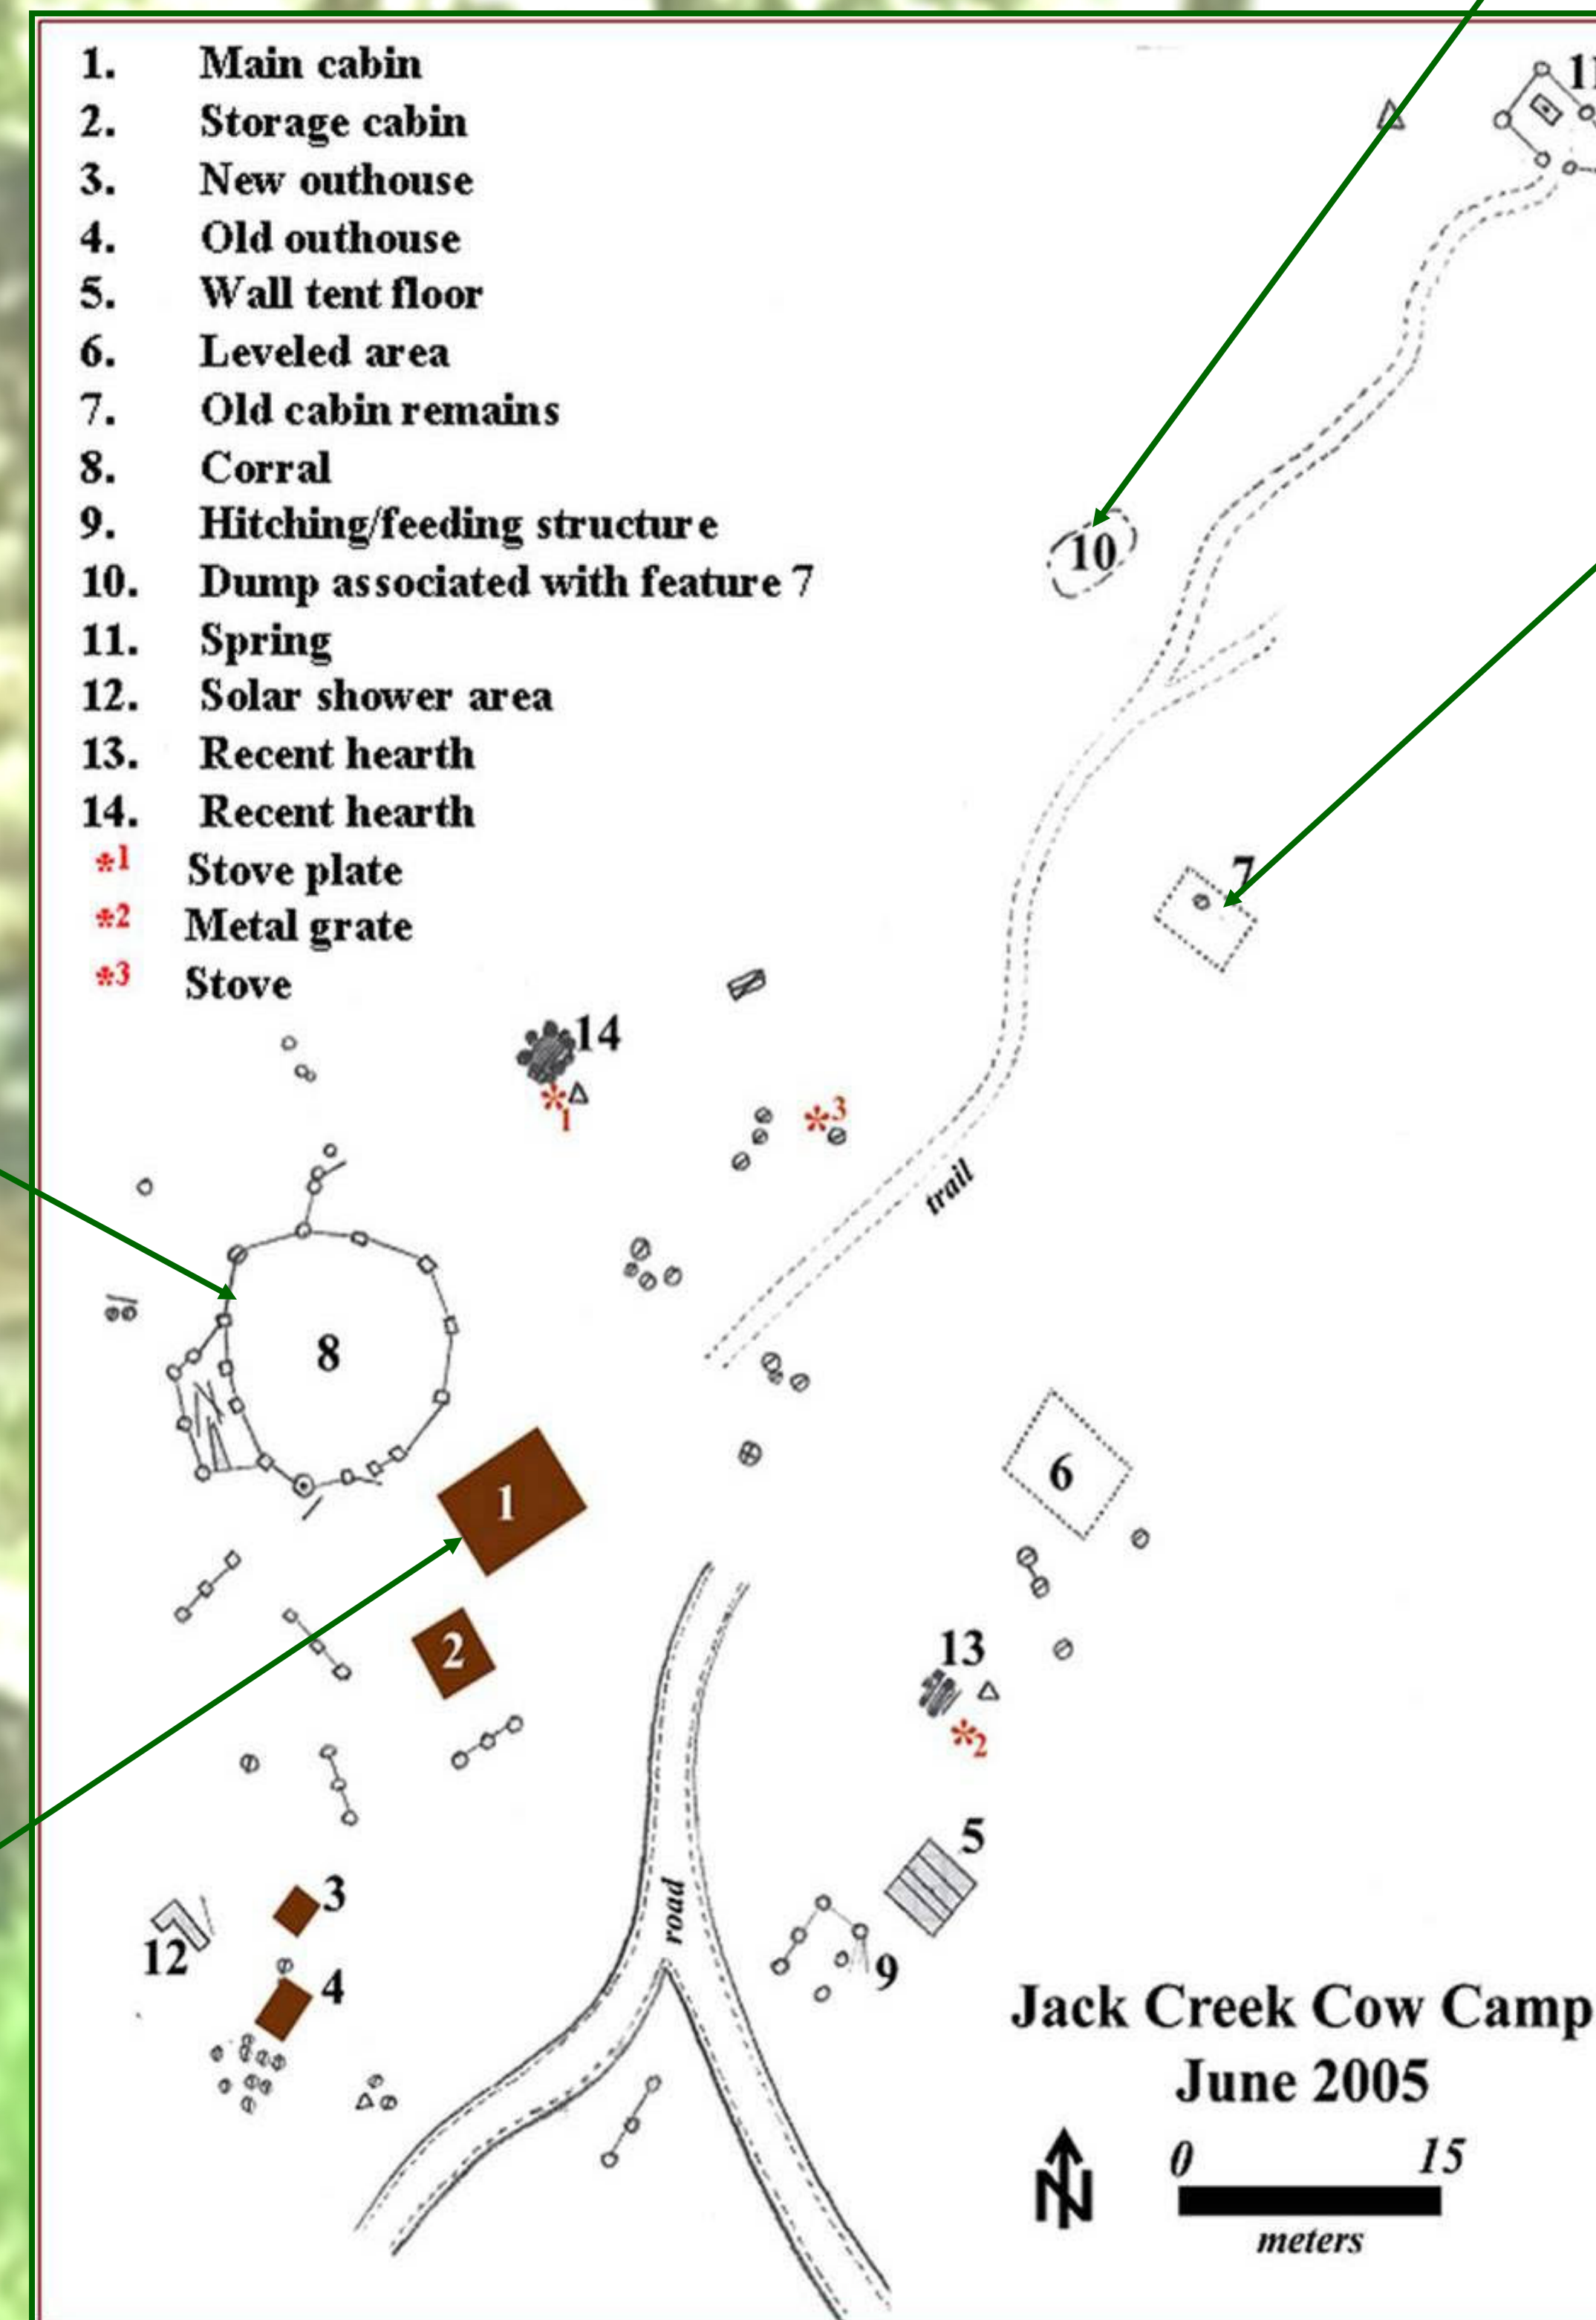 1. Main cabin
2. Storage cabin
3. New outhouse
4. Old outhouse
5. Wall tent floor
6. Leveled area
7. Old cabin remains
8. Corral
9. Hitching/feeding structure
10. Dump associated with feature 7
11. Spring
12. Solar shower area
13. Recent hearth
14. Recent hearth
*1 Stove plate
*2 Metal grate
*3 Stove
11
10
7
14
*1
*3
trail
8
1
6
2
13
*2
5
3
road
12
9
4
Jack Creek Cow Camp
June 2005
N
0 15
meters